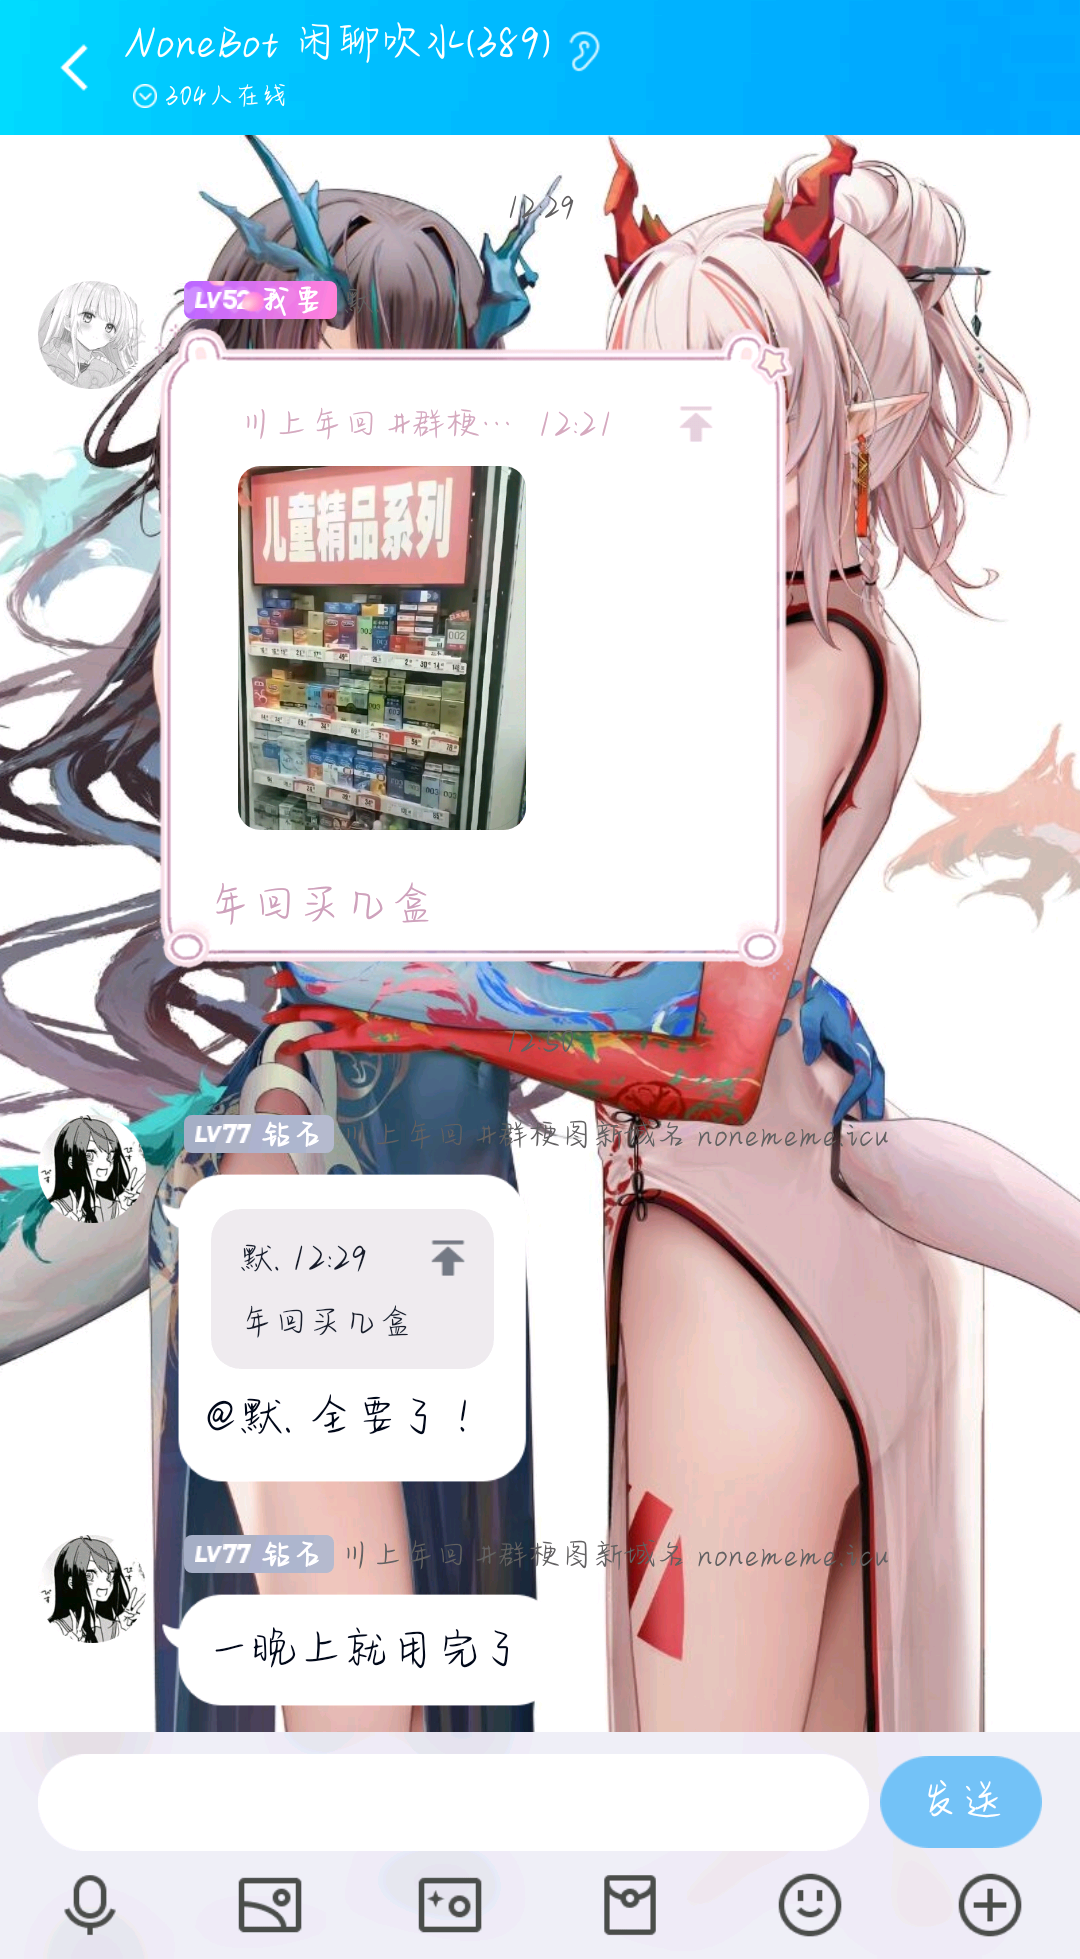 NoneBot 闲聊吹水(389)
304人在线
12:29
LV52 我要
川上年回 #群梗… 12:21
儿童精品系列
年回买几盒
12:30
LV77 钻石 川上年回 #群梗图新域名 nonememe.icu
默. 12:29
年回买几盒
@默. 全要了！
LV77 钻石 川上年回 #群梗图新域名 nonememe.icu
一晚上就用完了
发送